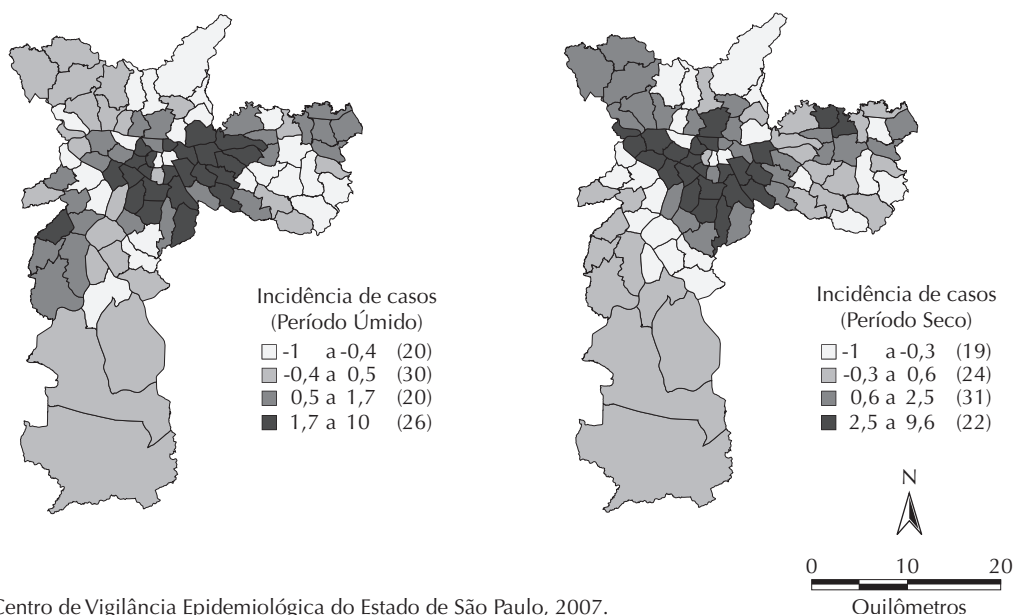 Incidência de casos
(Período Úmido)
-1 a -0,4 (20)
-0,4 a 0,5 (30)
0,5 a 1,7 (20)
1,7 a 10 (26)
Incidência de casos
(Período Seco)
-1 a -0,3 (19)
-0,3 a 0,6 (24)
0,6 a 2,5 (31)
2,5 a 9,6 (22)
N
0 10 20
Quilômetros
Centro de Vigilância Epidemiológica do Estado de São Paulo, 2007.